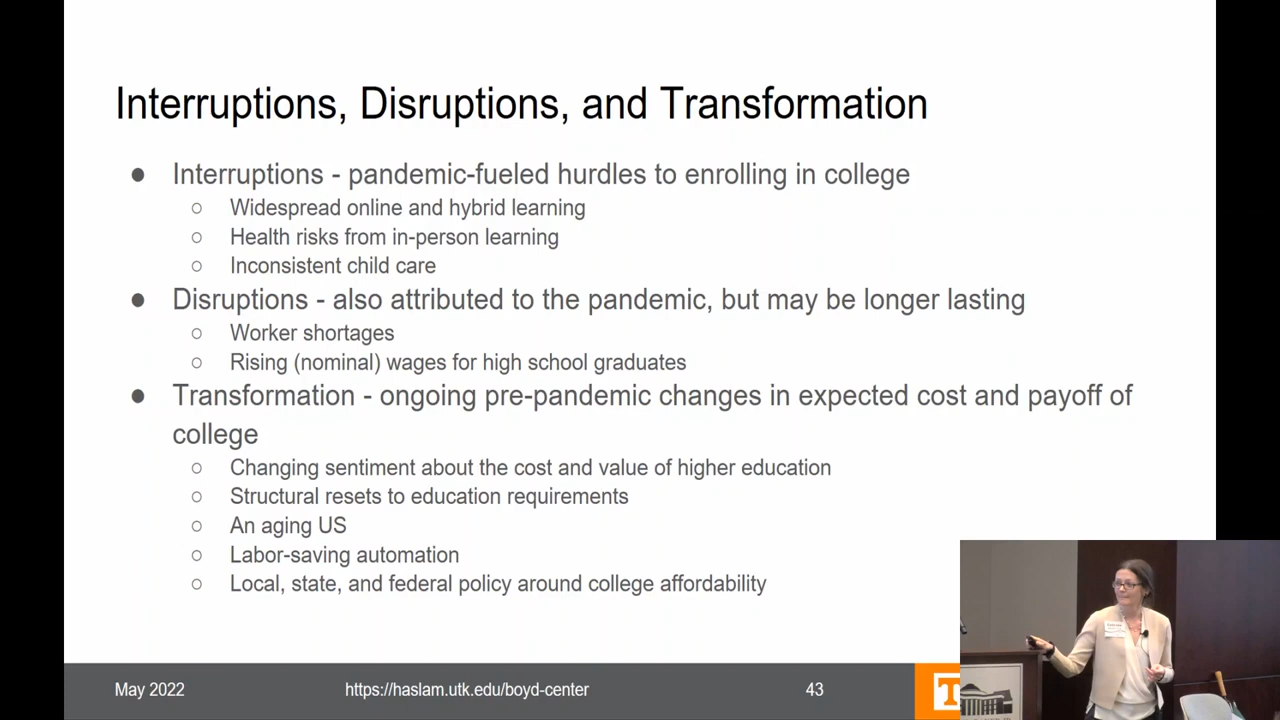 Interruptions, Disruptions, and Transformation
● Interruptions - pandemic-fueled hurdles to enrolling in college
○ Widespread online and hybrid learning
○ Health risks from in-person learning
○ Inconsistent child care
● Disruptions - also attributed to the pandemic, but may be longer lasting
○ Worker shortages
○ Rising (nominal) wages for high school graduates
● Transformation - ongoing pre-pandemic changes in expected cost and payoff of
college
○ Changing sentiment about the cost and value of higher education
○ Structural resets to education requirements
○ An aging US
○ Labor-saving automation
○ Local, state, and federal policy around college affordability
May 2022 https://haslam.utk.edu/boyd-center 43 T